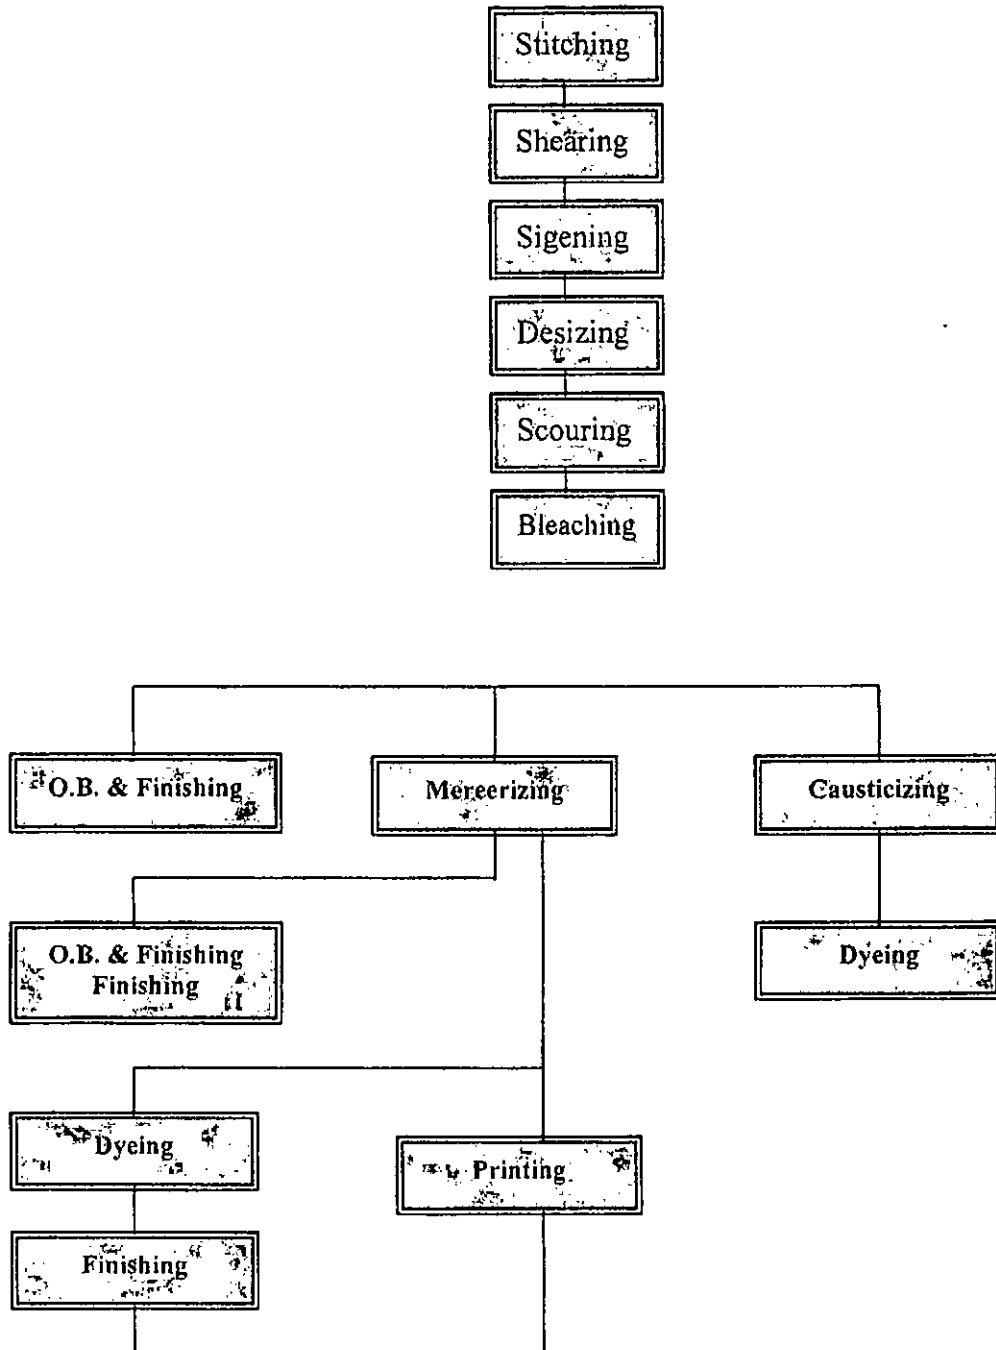 Stitching
Shearing
Sigening
Desizing
Scouring
Bleaching
O.B. & Finishing
Mereerizing
Causticizing
O.B. & Finishing
Finishing
Dyeing
Dyeing
Printing
Finishing